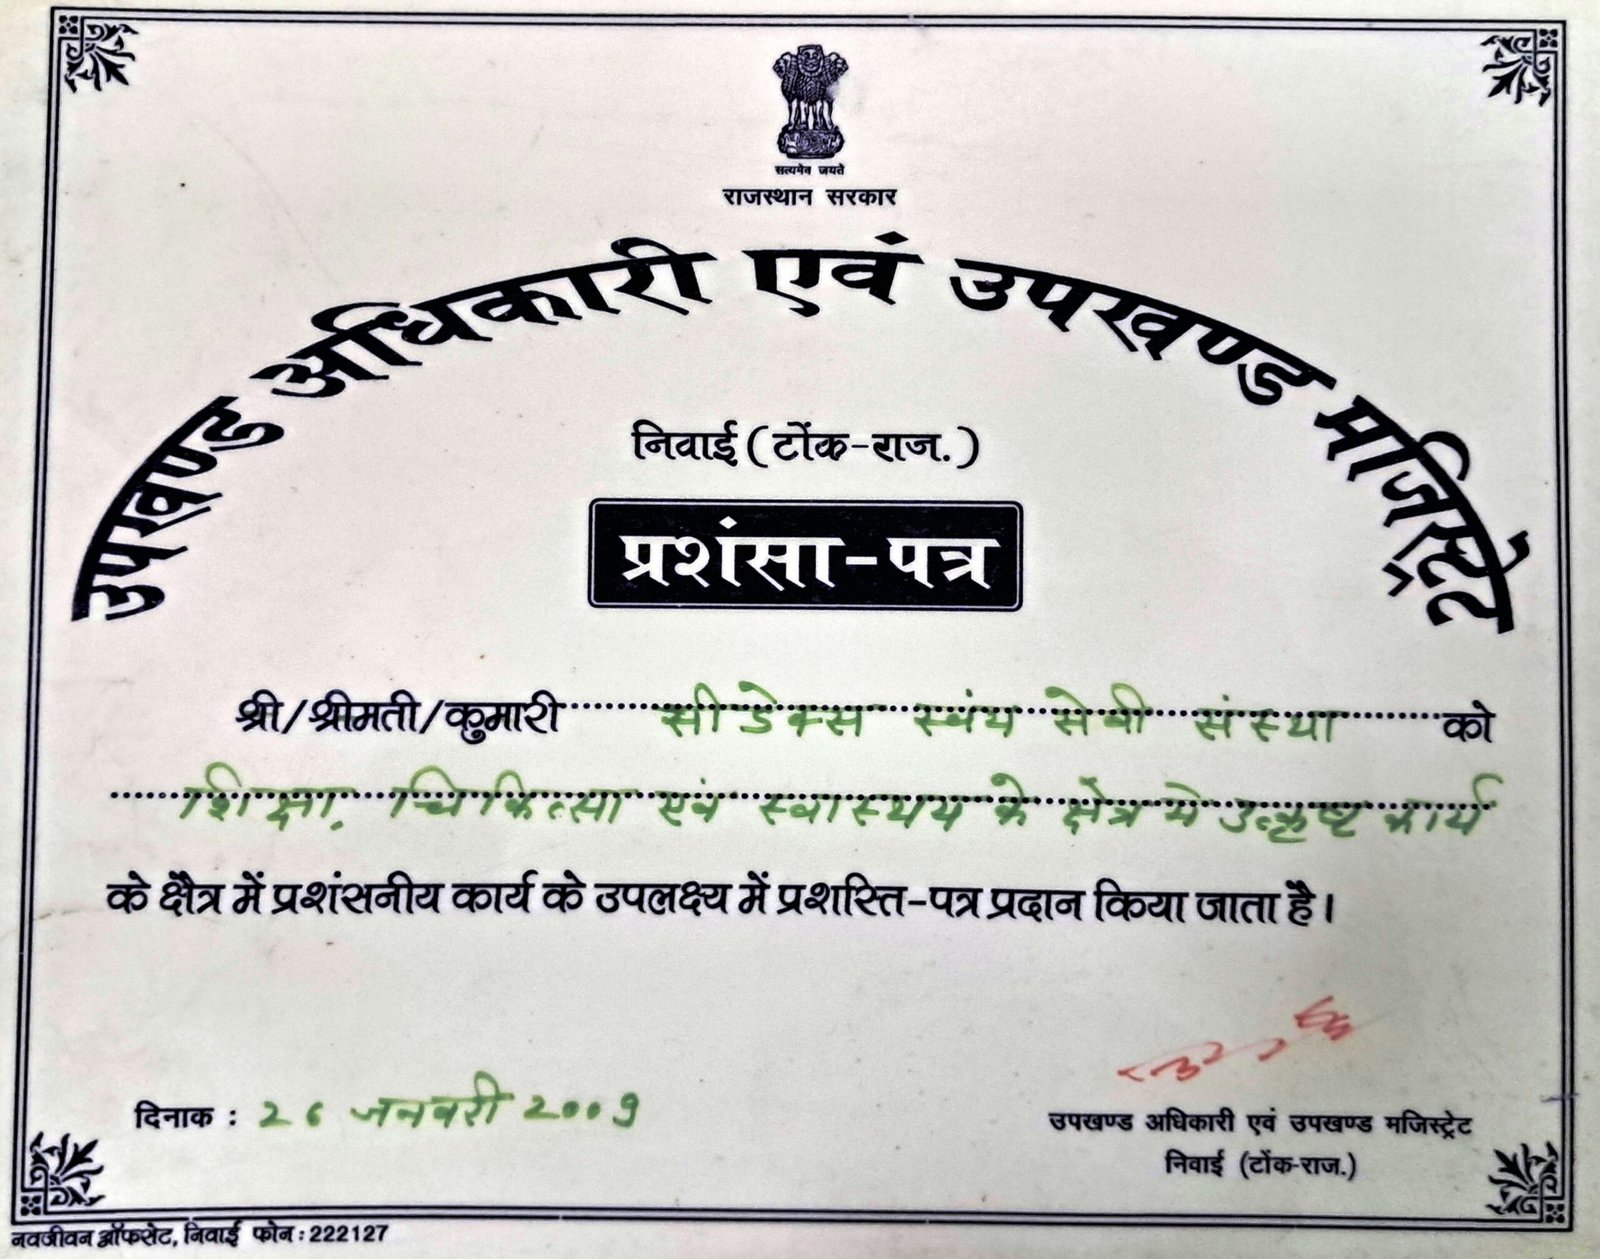 सत्यमेव जयते
राजस्थान सरकार
उपखण्ड अधिकारी एवं उपखण्ड मजिस्ट्रेट
निवाई (टोंक-राज.)
प्रशंसा-पत्र
श्री/श्रीमती/कुमारी सीडेक्स स्वंय सेवी संस्था को
शिक्षा, चिकित्सा एवं स्वास्थय के क्षेत्र मे उत्कृष्ट कार्य
के क्षैत्र में प्रशंसनीय कार्य के उपलक्ष्य में प्रशस्ति-पत्र प्रदान किया जाता है।
दिनाक : 26 जनवरी 2009
उपखण्ड अधिकारी एवं उपखण्ड मजिस्ट्रेट
निवाई (टोंक-राज.)
नवजीवन ऑफसेट, निवाई फोन : 222127